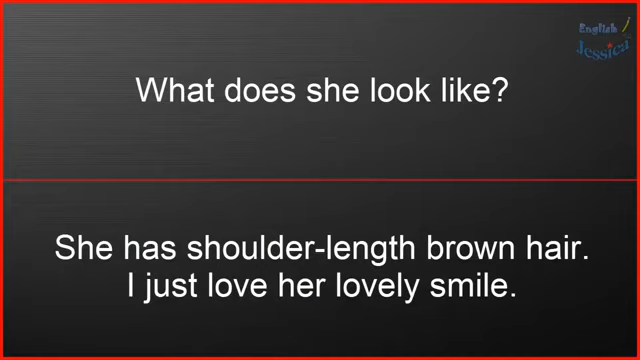 English
Jessica
What does she look like?
She has shoulder-length brown hair.
I just love her lovely smile.